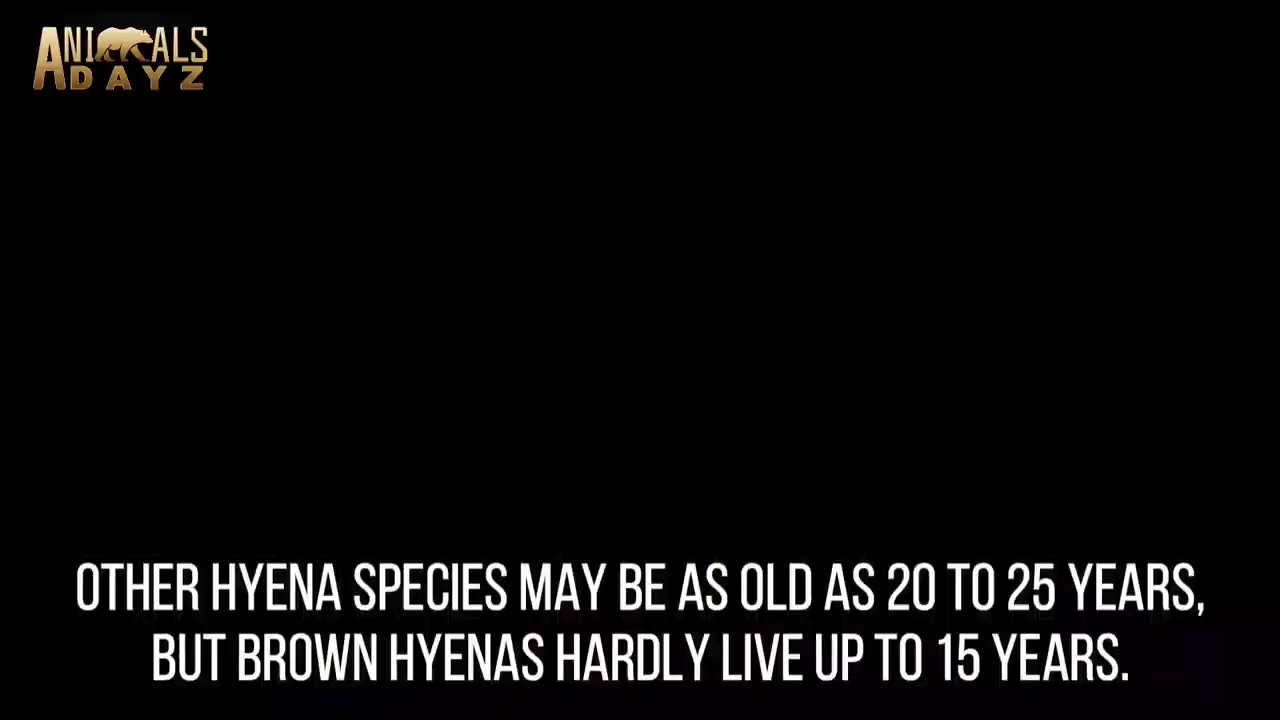 ANIMALS
DAYZ
OTHER HYENA SPECIES MAY BE AS OLD AS 20 TO 25 YEARS,
BUT BROWN HYENAS HARDLY LIVE UP TO 15 YEARS.